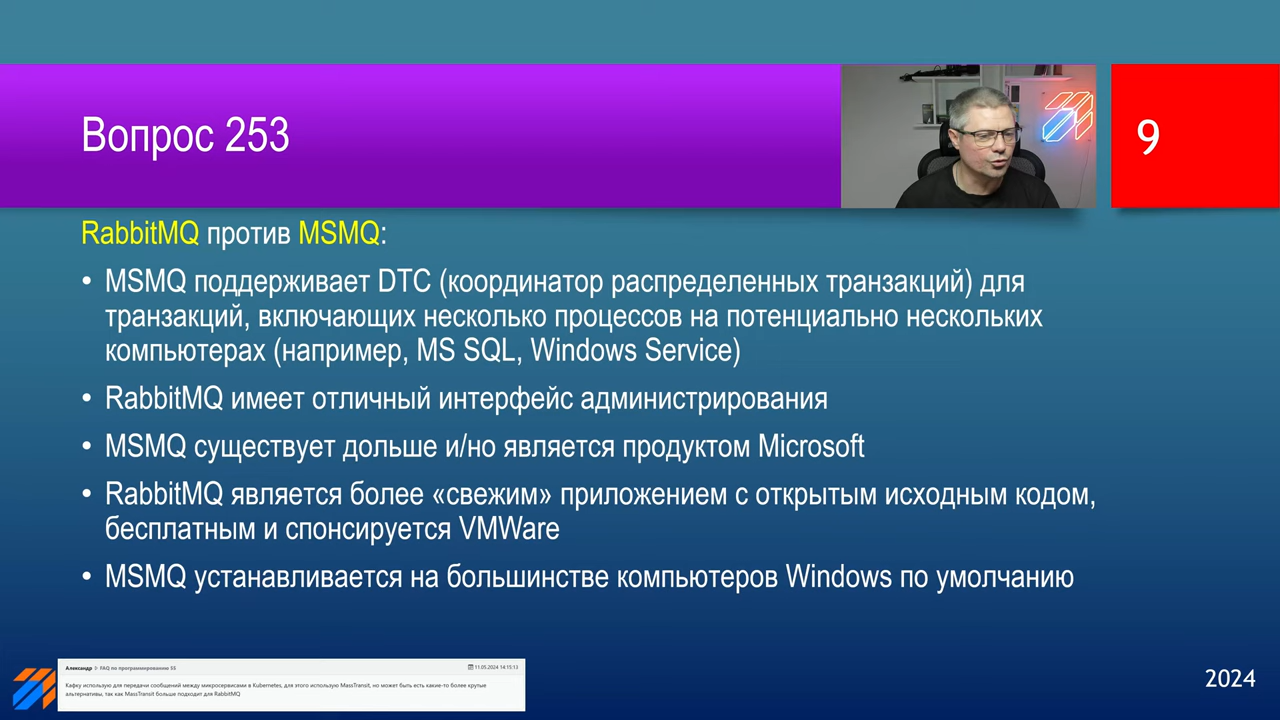 Вопрос 253
9
RabbitMQ против MSMQ:
• MSMQ поддерживает DTC (координатор распределенных транзакций) для
транзакций, включающих несколько процессов на потенциально нескольких
компьютерах (например, MS SQL, Windows Service)
• RabbitMQ имеет отличный интерфейс администрирования
• MSMQ существует дольше и/но является продуктом Microsoft
• RabbitMQ является более «свежим» приложением с открытым исходным кодом,
бесплатным и спонсируется VMWare
• MSMQ устанавливается на большинстве компьютеров Windows по умолчанию
Александр FAQ по программированию 55 11.05.2024 14:15:13
Кафку использую для передачи сообщений между микросервисами в Kubernetes, для этого использую MassTransit, но может быть есть какие-то более крутые
альтернативы, так как MassTransit больше подходит для RabbitMQ
2024